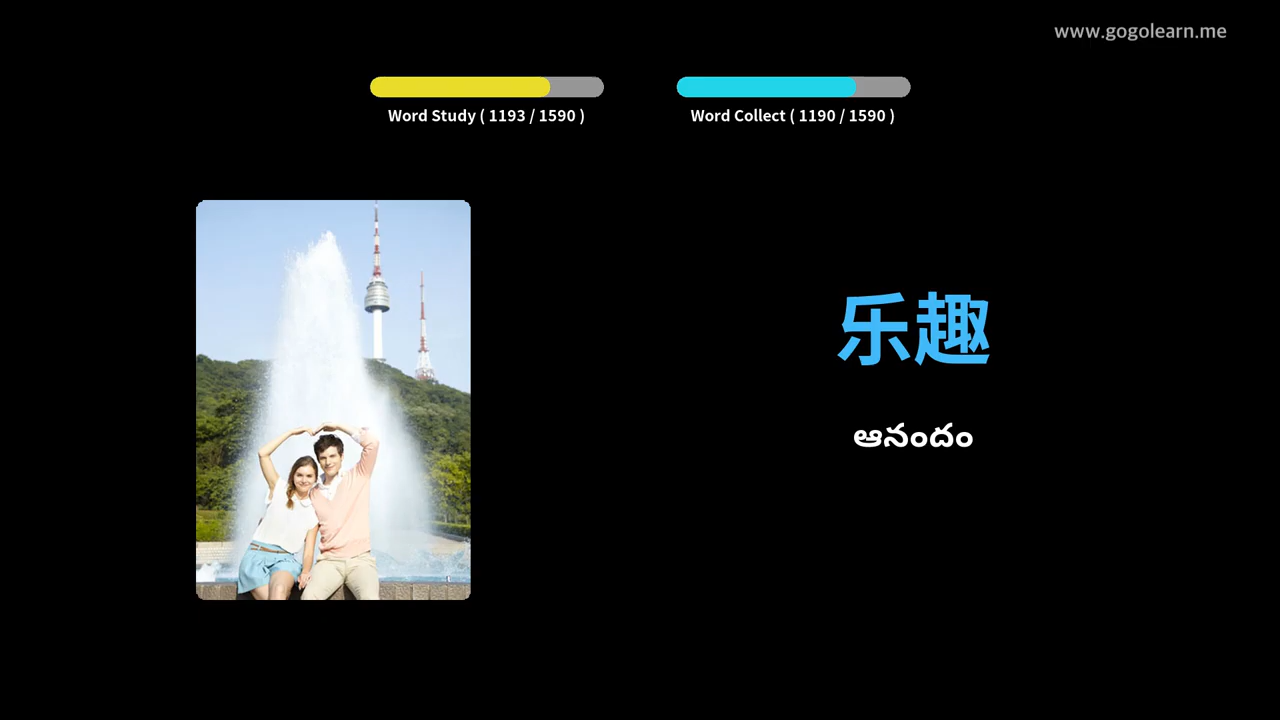 www.gogolearn.me
Word Study ( 1193 / 1590 )
Word Collect ( 1190 / 1590 )
乐趣
ఆనందం